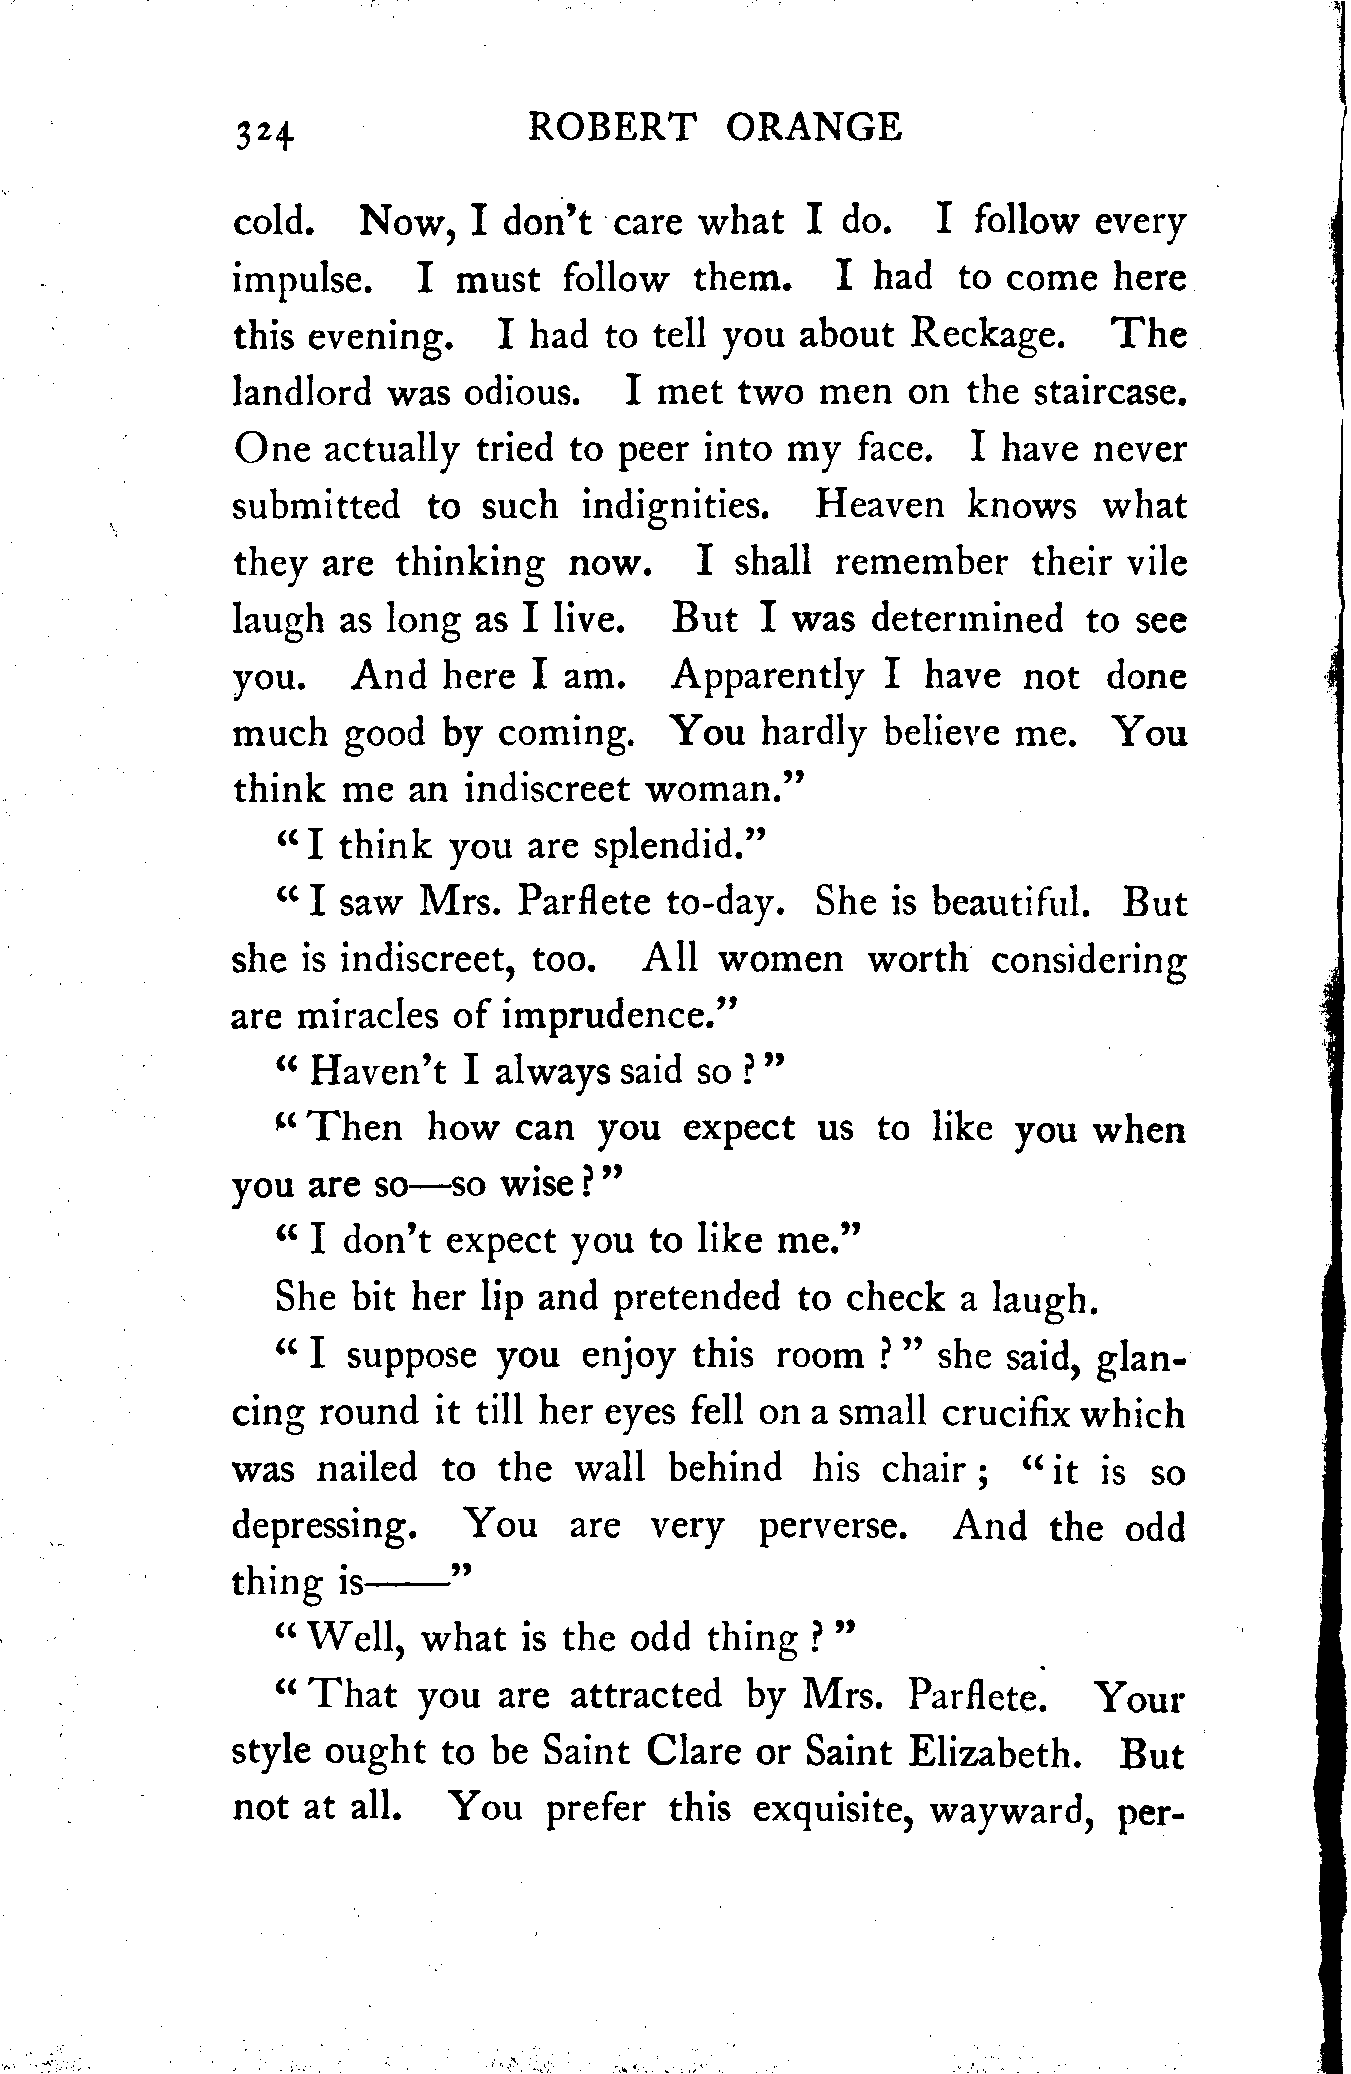 324 ROBERT ORANGE
cold. Now, I don't care what I do. I follow every
impulse. I must follow them. I had to come here
this evening. I had to tell you about Reckage. The
landlord was odious. I met two men on the staircase.
One actually tried to peer into my face. I have never
submitted to such indignities. Heaven knows what
they are thinking now. I shall remember their vile
laugh as long as I live. But I was determined to see
you. And here I am. Apparently I have not done
much good by coming. You hardly believe me. You
think me an indiscreet woman."
"I think you are splendid."
"I saw Mrs. Parflete to-day. She is beautiful. But
she is indiscreet, too. All women worth considering
are miracles of imprudence."
"Haven't I always said so?"
"Then how can you expect us to like you when
you are so—so wise?"
"I don't expect you to like me."
She bit her lip and pretended to check a laugh.
"I suppose you enjoy this room?" she said, glan-
cing round it till her eyes fell on a small crucifix which
was nailed to the wall behind his chair; "it is so
depressing. You are very perverse. And the odd
thing is——"
"Well, what is the odd thing?"
"That you are attracted by Mrs. Parflete. Your
style ought to be Saint Clare or Saint Elizabeth. But
not at all. You prefer this exquisite, wayward, per-